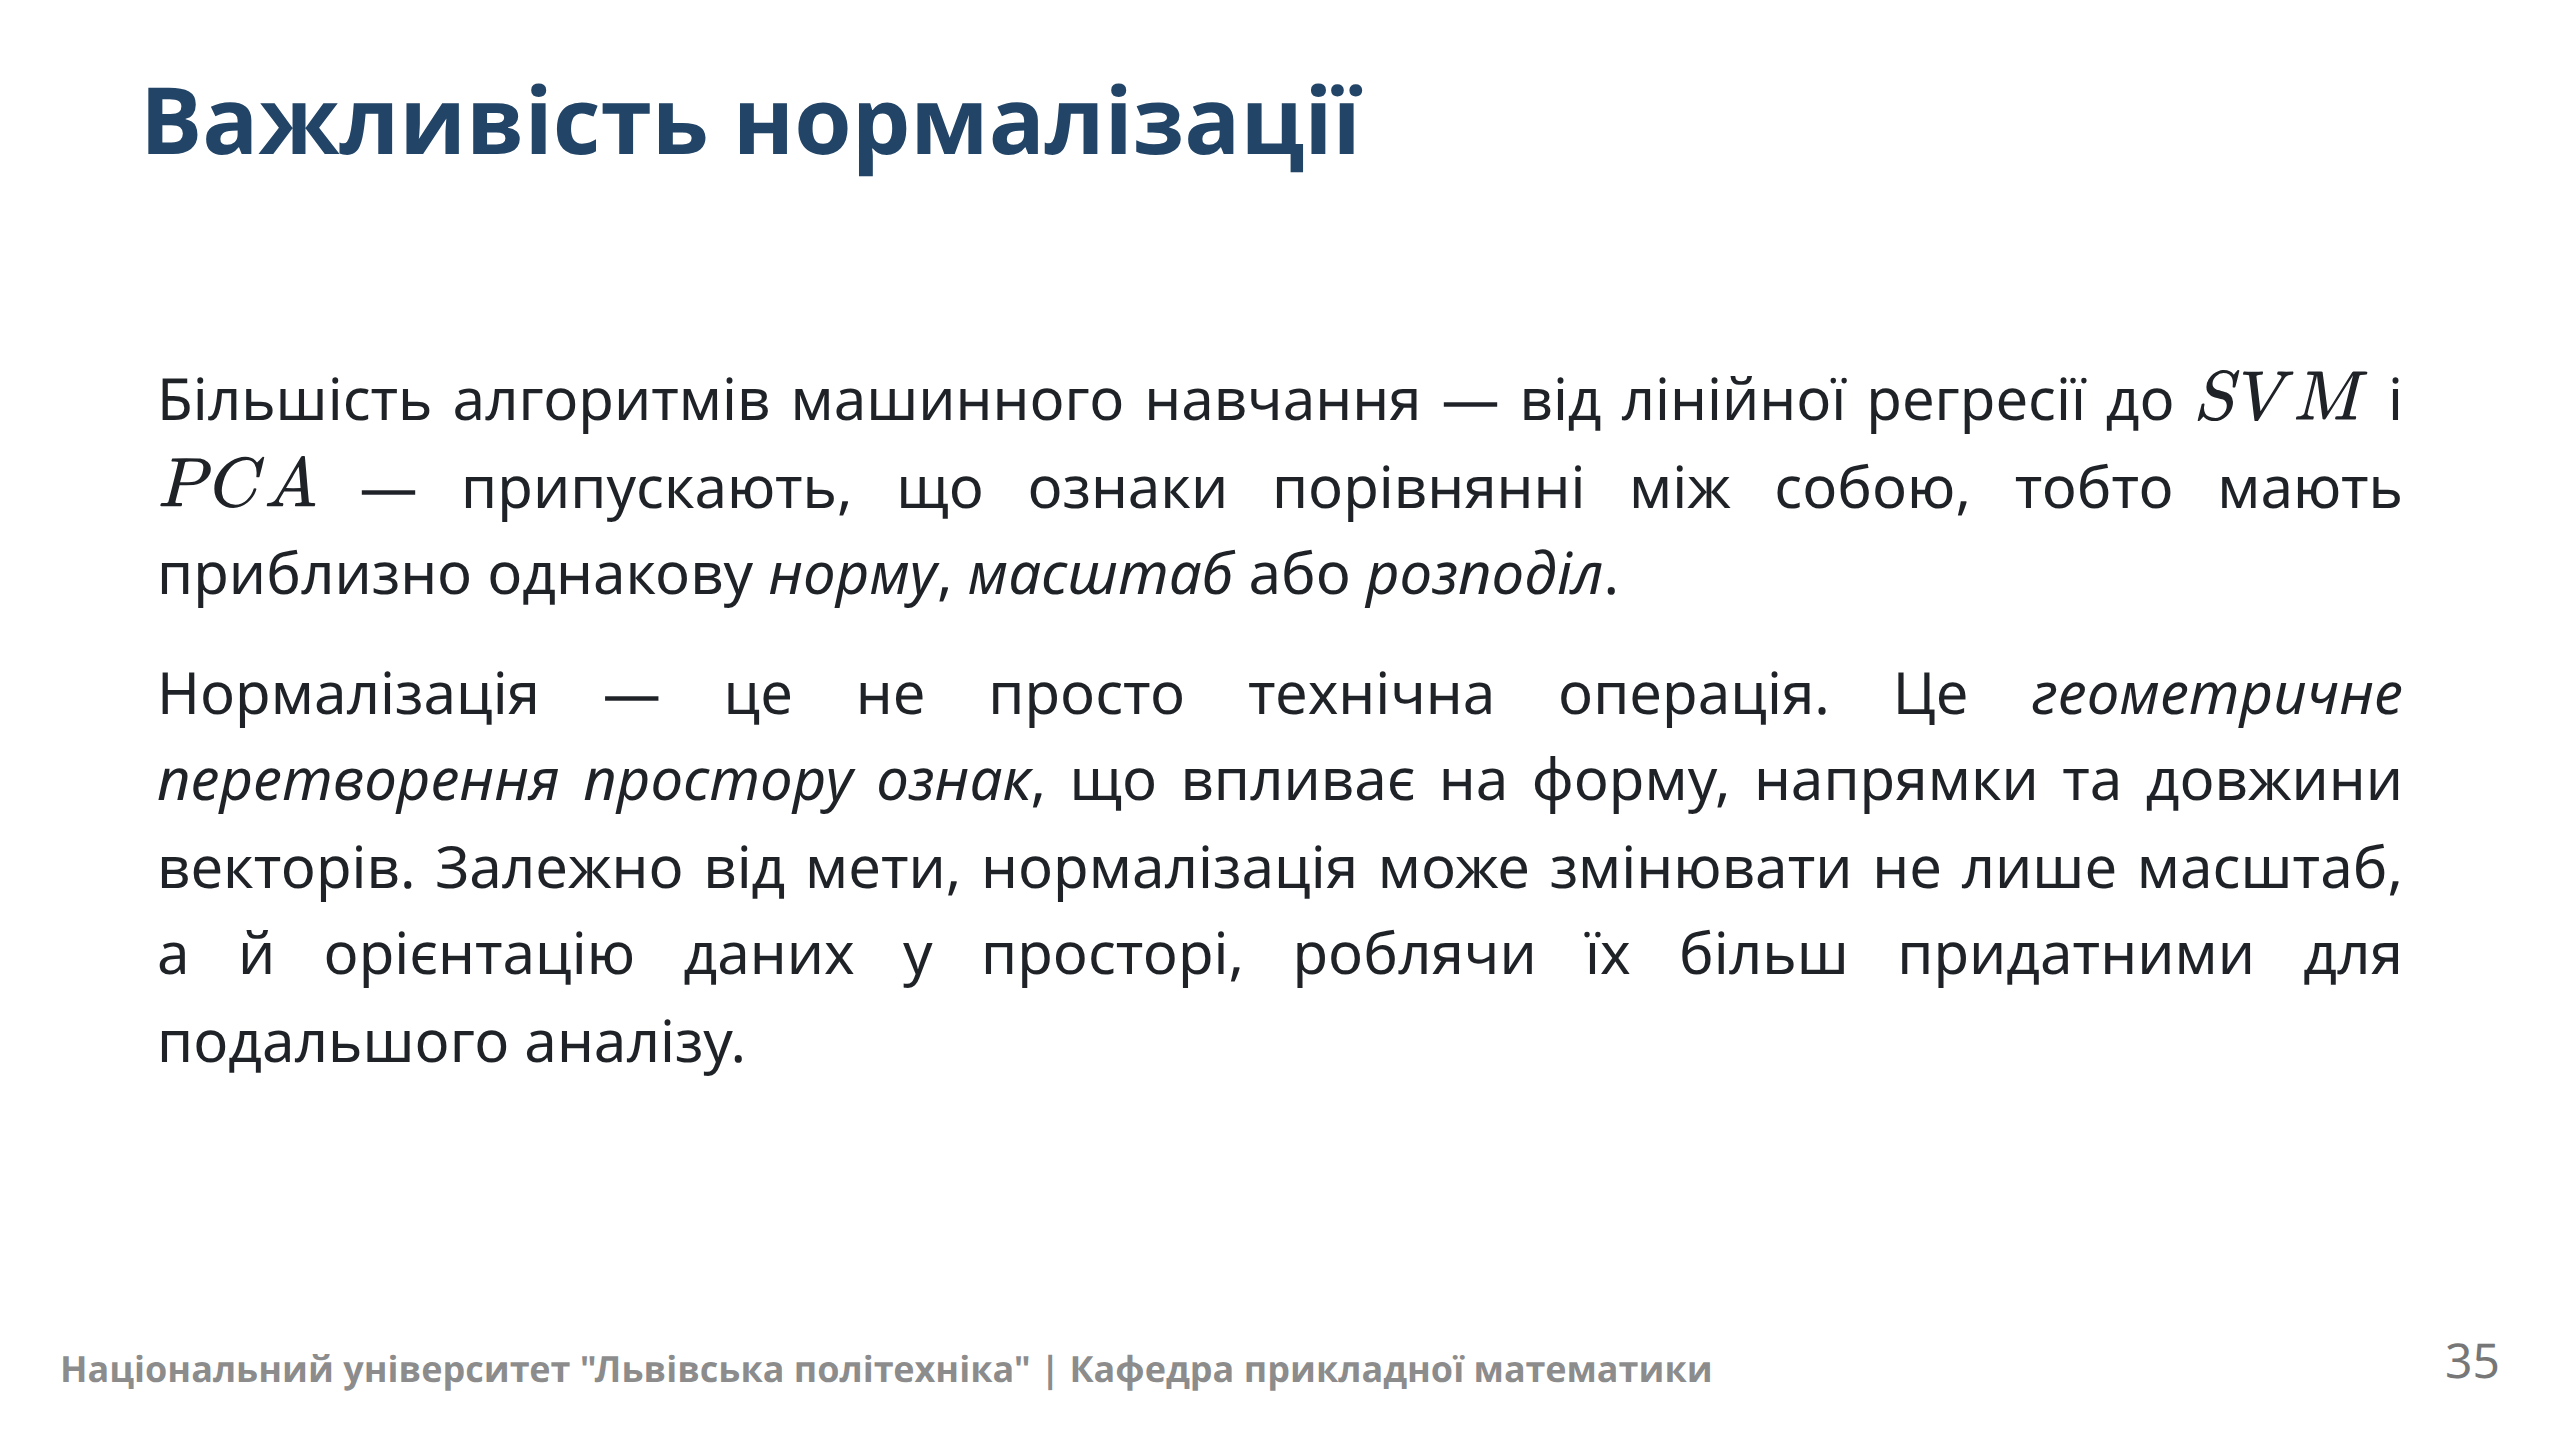 Важливість нормалізації
Більшість алгоритмів машинного навчання — від лінійної регресії до SVM і
PCA — припускають, що ознаки порівнянні між собою, тобто мають
приблизно однакову норму, масштаб або розподіл.
Нормалізація — це не просто технічна операція. Це геометричне
перетворення простору ознак, що впливає на форму, напрямки та довжини
векторів. Залежно від мети, нормалізація може змінювати не лише масштаб,
а й орієнтацію даних у просторі, роблячи їх більш придатними для
подальшого аналізу.
Національний університет "Львівська політехніка" | Кафедра прикладної математики
35